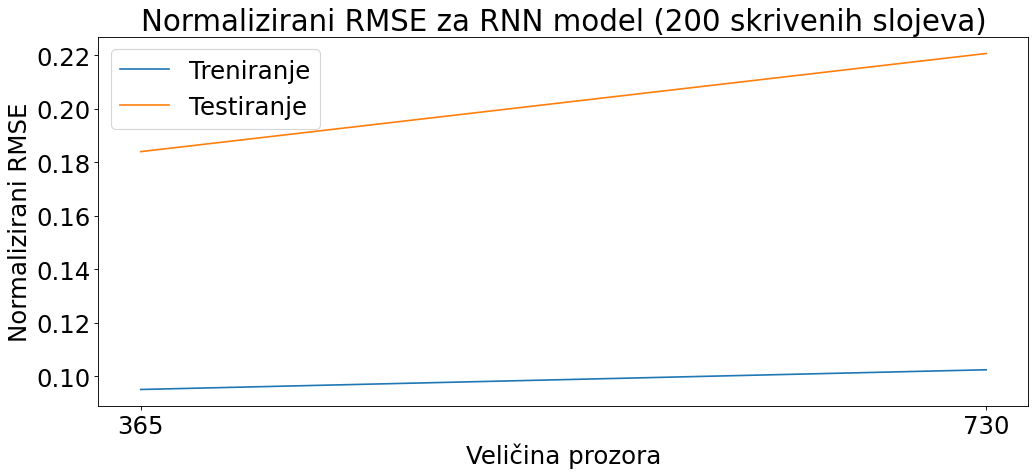 Normalizirani RMSE za RNN model (200 skrivenih slojeva)
Treniranje
Testiranje
Normalizirani RMSE
0.22
0.20
0.18
0.16
0.14
0.12
0.10
365
730
Veličina prozora